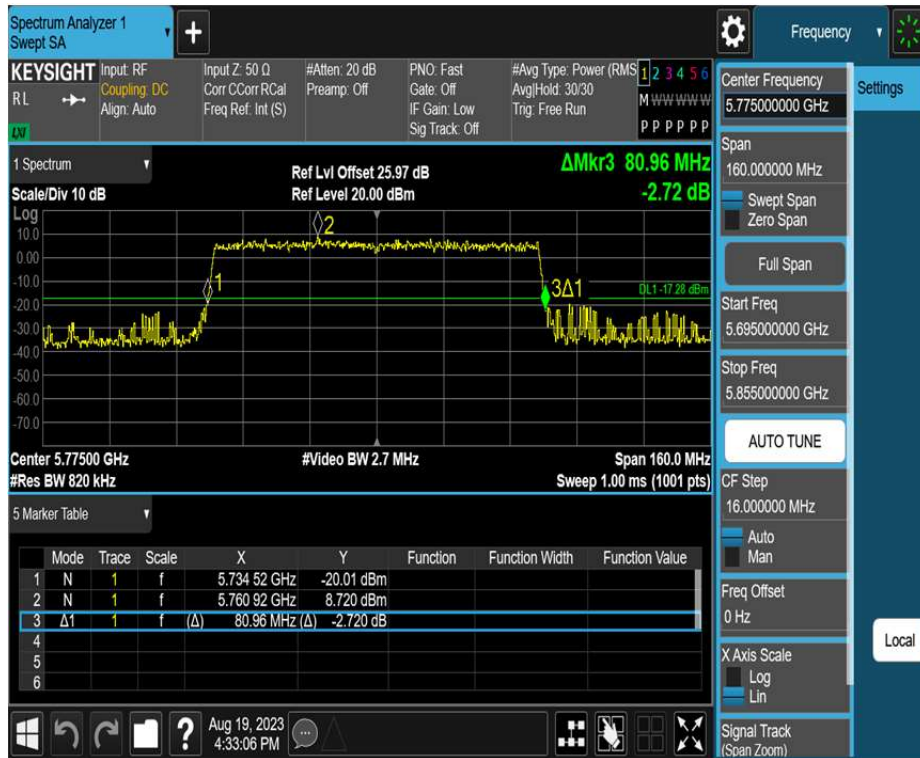 Spectrum Analyzer 1
Swept SA
+
Frequency
KEYSIGHT
RL
LXI
Input: RF
Coupling: DC
Align: Auto
Input Z: 50 Ω
Corr CCorr RCal
Freq Ref: Int (S)
#Atten: 20 dB
Preamp: Off
PNO: Fast
Gate: Off
IF Gain: Low
Sig Track: Off
#Avg Type: Power (RMS
Avg|Hold: 30/30
Trig: Free Run
1 2 3 4 5 6
M W W W W W
P P P P P P
1 Spectrum
Scale/Div 10 dB
Ref Lvl Offset 25.97 dB
Ref Level 20.00 dBm
ΔMkr3 80.96 MHz
-2.72 dB
Log
10.0
0.00
-10.0
-20.0
-30.0
-40.0
-50.0
-60.0
-70.0
2
1
3Δ1
DL1 -17.28 dBm
Center 5.77500 GHz
#Video BW 2.7 MHz
Span 160.0 MHz
#Res BW 820 kHz
Sweep 1.00 ms (1001 pts)
5 Marker Table
Mode Trace Scale X Y Function Function Width Function Value
1 N 1 f 5.734 52 GHz -20.01 dBm
2 N 1 f 5.760 92 GHz 8.720 dBm
3 Δ1 1 f (Δ) 80.96 MHz (Δ) -2.720 dB
4
5
6
?
Aug 19, 2023
4:33:06 PM
Center Frequency
5.775000000 GHz
Settings
Span
160.000000 MHz
Swept Span
Zero Span
Full Span
Start Freq
5.695000000 GHz
Stop Freq
5.855000000 GHz
AUTO TUNE
CF Step
16.000000 MHz
Auto
Man
Freq Offset
0 Hz
Local
X Axis Scale
Log
Lin
Signal Track
(Span Zoom)